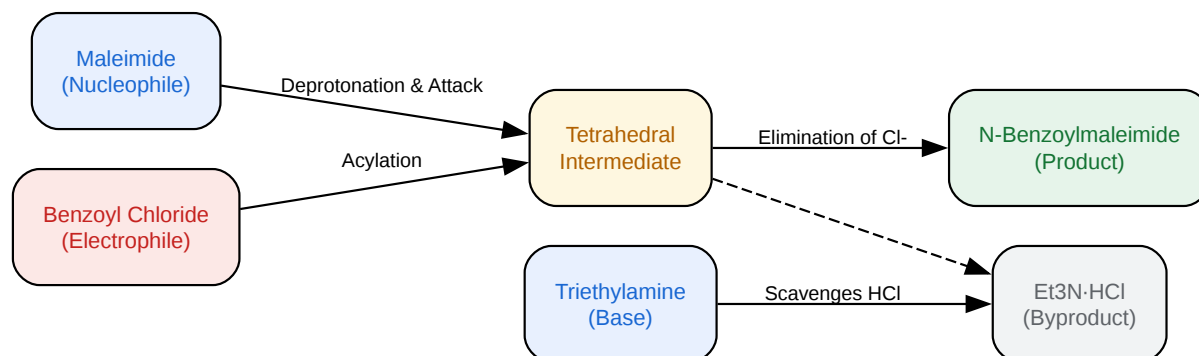 Maleimide
(Nucleophile)
Deprotonation & Attack
Benzoyl Chloride
(Electrophile)
Acylation
Tetrahedral
Intermediate
Elimination of Cl-
N-Benzoylmaleimide
(Product)
Triethylamine
(Base)
Scavenges HCl
Et3N·HCl
(Byproduct)